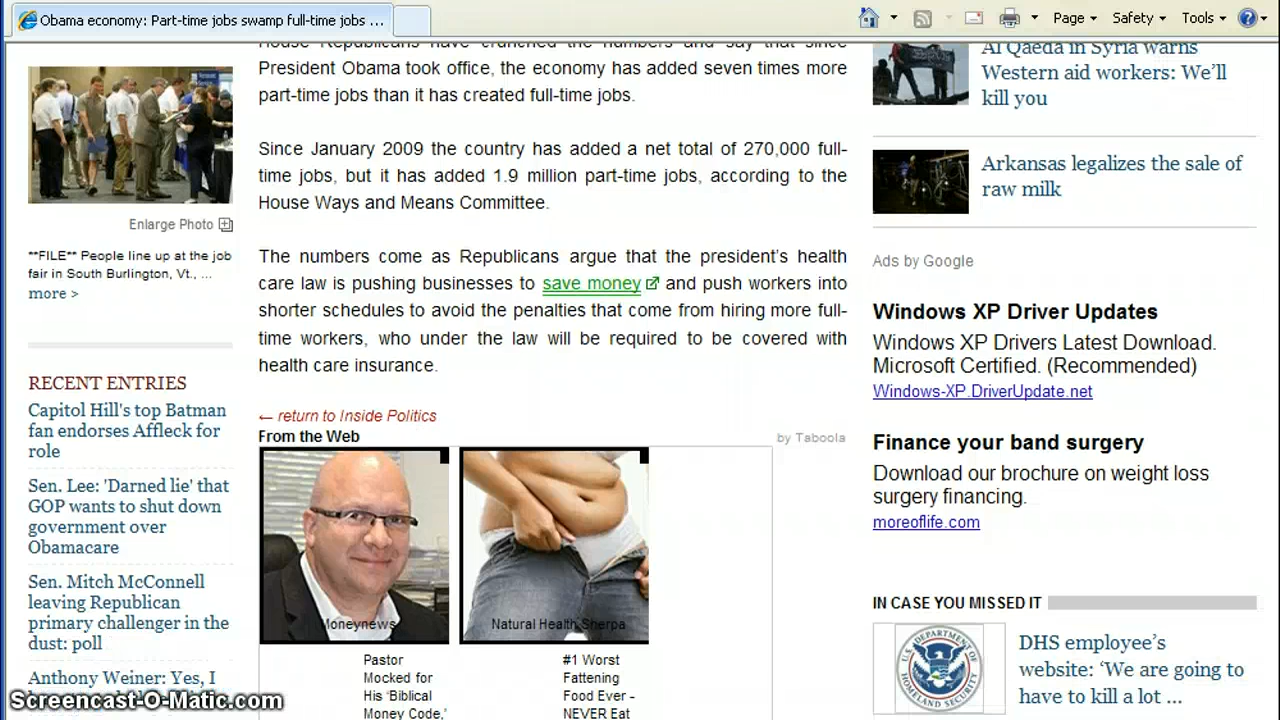 Obama economy: Part-time jobs swamp full-time jobs ...
Page
Safety
Tools
House Republicans have crunched the numbers and say that since
President Obama took office, the economy has added seven times more
part-time jobs than it has created full-time jobs.
Since January 2009 the country has added a net total of 270,000 full-
time jobs, but it has added 1.9 million part-time jobs, according to the
House Ways and Means Committee.
The numbers come as Republicans argue that the president's health
care law is pushing businesses to save money and push workers into
shorter schedules to avoid the penalties that come from hiring more full-
time workers, who under the law will be required to be covered with
health care insurance.
← return to Inside Politics
From the Web
by Taboola
Moneynews
Natural Health Sherpa
Pastor
Mocked for
His 'Biblical
Money Code,'
#1 Worst
Fattening
Food Ever -
NEVER Eat
Enlarge Photo
**FILE** People line up at the job
fair in South Burlington, Vt., ...
more >
RECENT ENTRIES
Capitol Hill's top Batman
fan endorses Affleck for
role
Sen. Lee: 'Darned lie' that
GOP wants to shut down
government over
Obamacare
Sen. Mitch McConnell
leaving Republican
primary challenger in the
dust: poll
Anthony Weiner: Yes, I
Screencast-O-Matic.com
Al Qaeda in Syria warns
Western aid workers: We'll
kill you
Arkansas legalizes the sale of
raw milk
Ads by Google
Windows XP Driver Updates
Windows XP Drivers Latest Download.
Microsoft Certified. (Recommended)
Windows-XP.DriverUpdate.net
Finance your band surgery
Download our brochure on weight loss
surgery financing.
moreoflife.com
IN CASE YOU MISSED IT
DHS employee's
website: 'We are going to
have to kill a lot ...